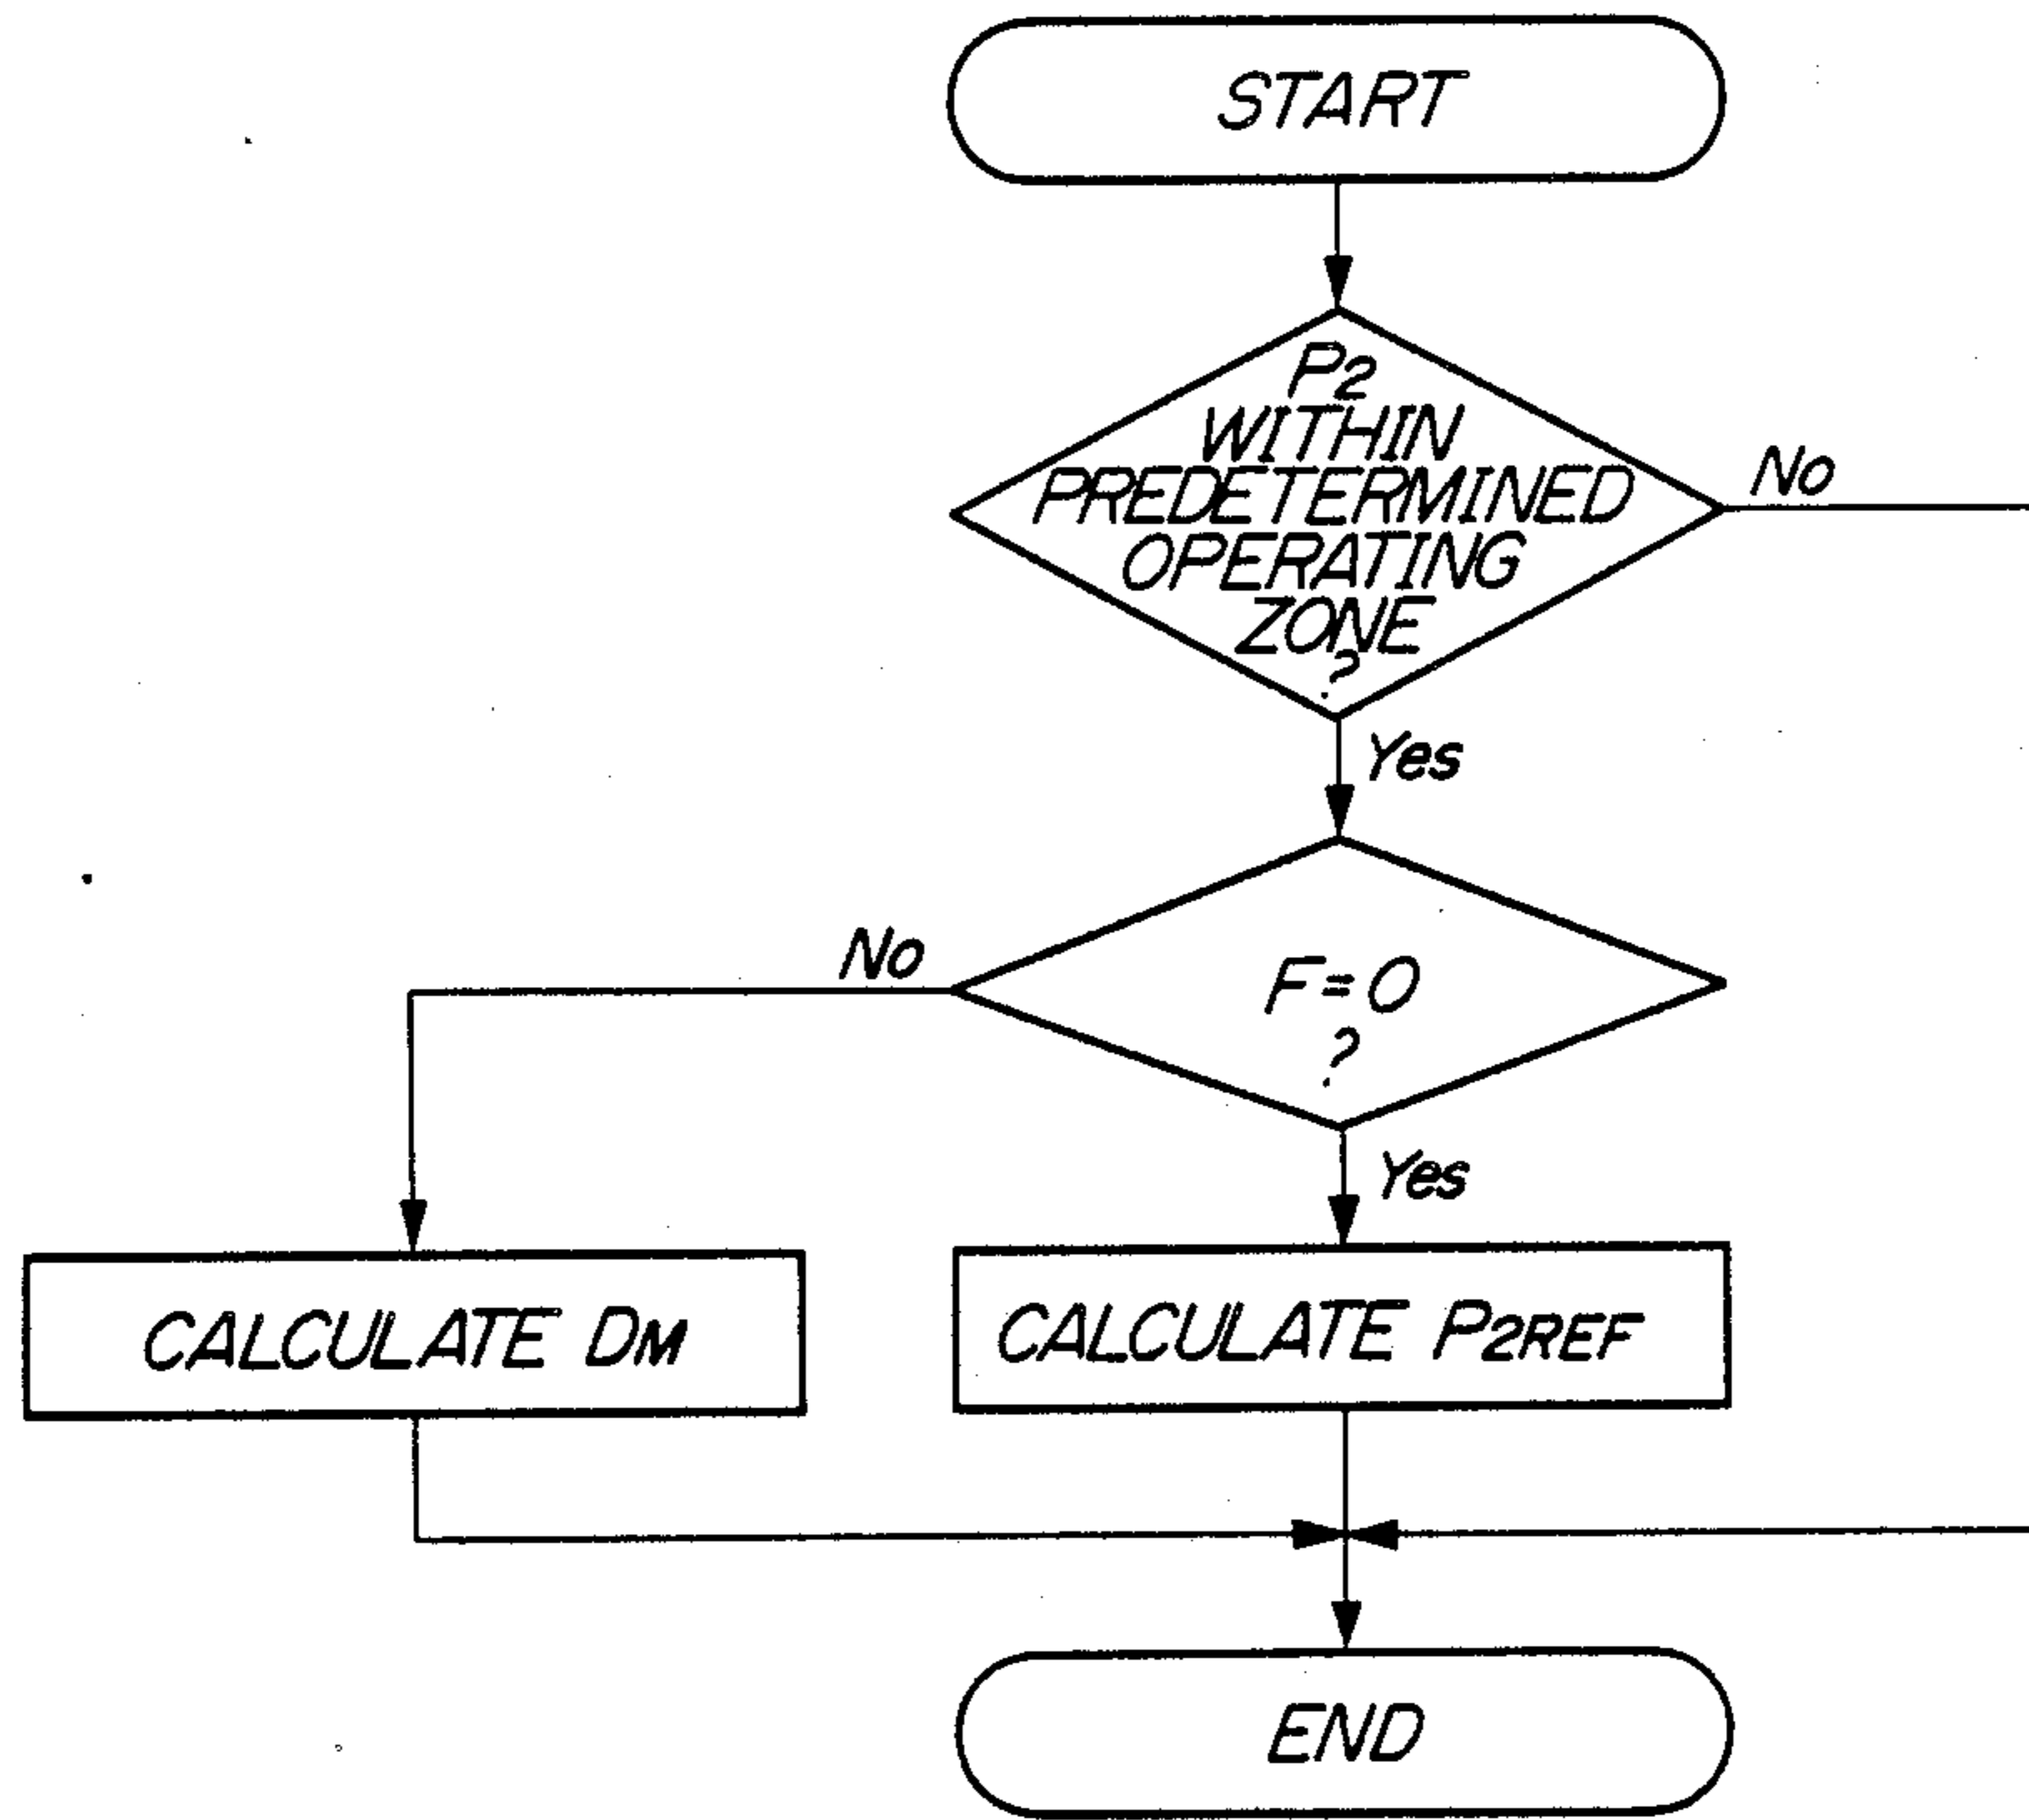 START
P2
WITHIN
PREDETERMINED
OPERATING
ZONE
?
No
Yes
F=0
?
No
Yes
CALCULATE DM
CALCULATE P2REF
END